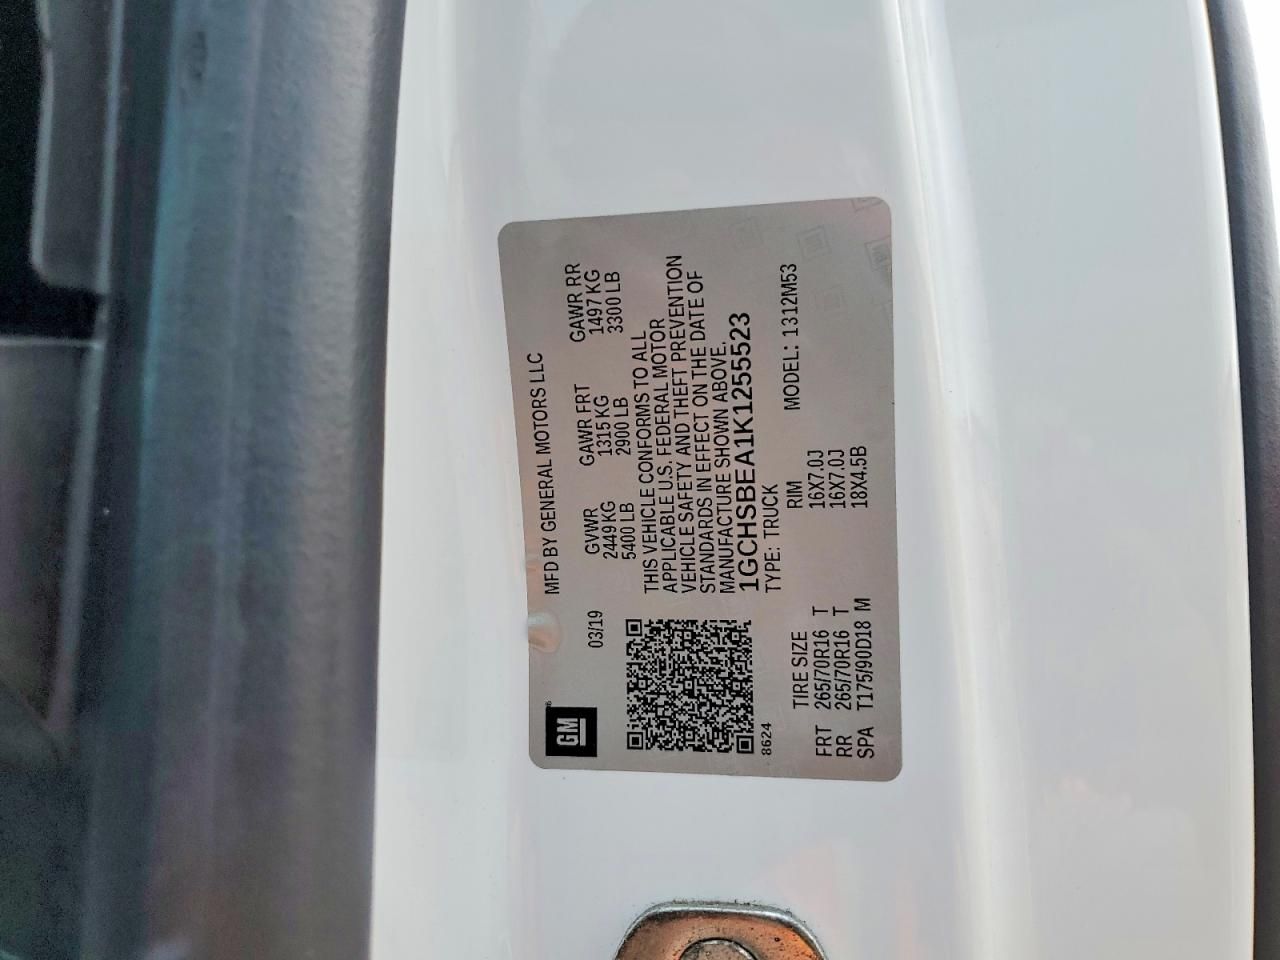 GM
MFD BY GENERAL MOTORS LLC
03/19
GVWR GAWR FRT GAWR RR
2449 KG 1315 KG 1497 KG
5400 LB 2900 LB 3300 LB
THIS VEHICLE CONFORMS TO ALL
APPLICABLE U.S. FEDERAL MOTOR
VEHICLE SAFETY AND THEFT PREVENTION
STANDARDS IN EFFECT ON THE DATE OF
MANUFACTURE SHOWN ABOVE.
1GCHSBEA1K1255523
8624
TYPE: TRUCK MODEL: 1312M53
TIRE SIZE RIM
FRT 265/70R16 T 16X7.0J
RR 265/70R16 T 16X7.0J
SPA T175/90D18 M 18X4.5B